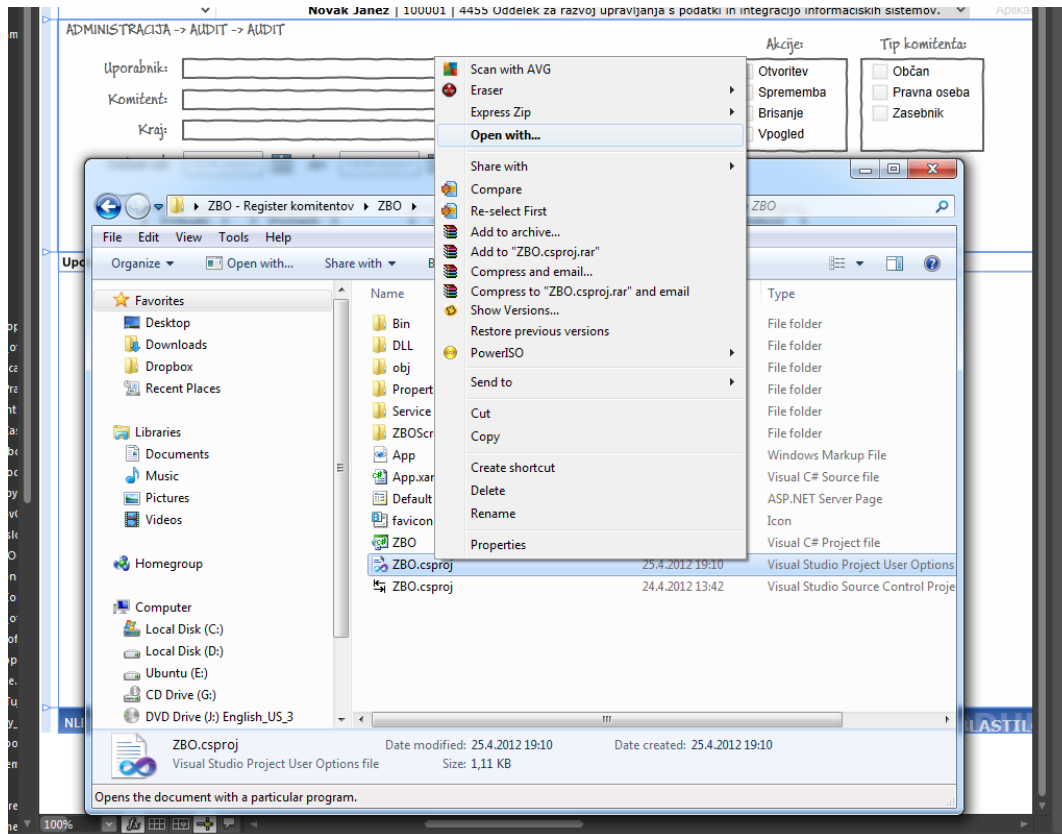 Novak Janez | 100001 | 4455 Oddelek za razvoj upravljanja s podatki in integracijo informacijskih sistemov.
ADMINISTRACIJA -> AUDIT -> AUDIT
Akcije:
Tip komitenta:
Uporabnik:
Komitent:
Kraj:
Otvoritev
Sprememba
Brisanje
Vpogled
Občan
Pravna oseba
Zasebnik
Scan with AVG
Eraser
Express Zip
Open with...
Share with
Compare
Re-select First
Add to archive...
Add to "ZBO.csproj.rar"
Compress and email...
Compress to "ZBO.csproj.rar" and email
Show Versions...
Restore previous versions
PowerISO
Send to
Cut
Copy
Create shortcut
Delete
Rename
Properties
ZBO - Register komitentov
ZBO
ZBO
File Edit View Tools Help
Organize
Open with...
Share with
Favorites
Desktop
Downloads
Dropbox
Recent Places
Libraries
Documents
Music
Pictures
Videos
Homegroup
Computer
Local Disk (C:)
Local Disk (D:)
Ubuntu (E:)
CD Drive (G:)
DVD Drive (J:) English_US_3
Name
Type
Bin
File folder
DLL
File folder
obj
File folder
Propert
File folder
Service
File folder
ZBOScr
File folder
App
Windows Markup File
App.xar
Visual C# Source file
Default
ASP.NET Server Page
favicon
Icon
ZBO
Visual C# Project file
ZBO.csproj 25.4.2012 19:10 Visual Studio Project User Options
ZBO.csproj 24.4.2012 13:42 Visual Studio Source Control Proje
ZBO.csproj
Date modified: 25.4.2012 19:10
Date created: 25.4.2012 19:10
Visual Studio Project User Options file
Size: 1,11 KB
Opens the document with a particular program.
100%